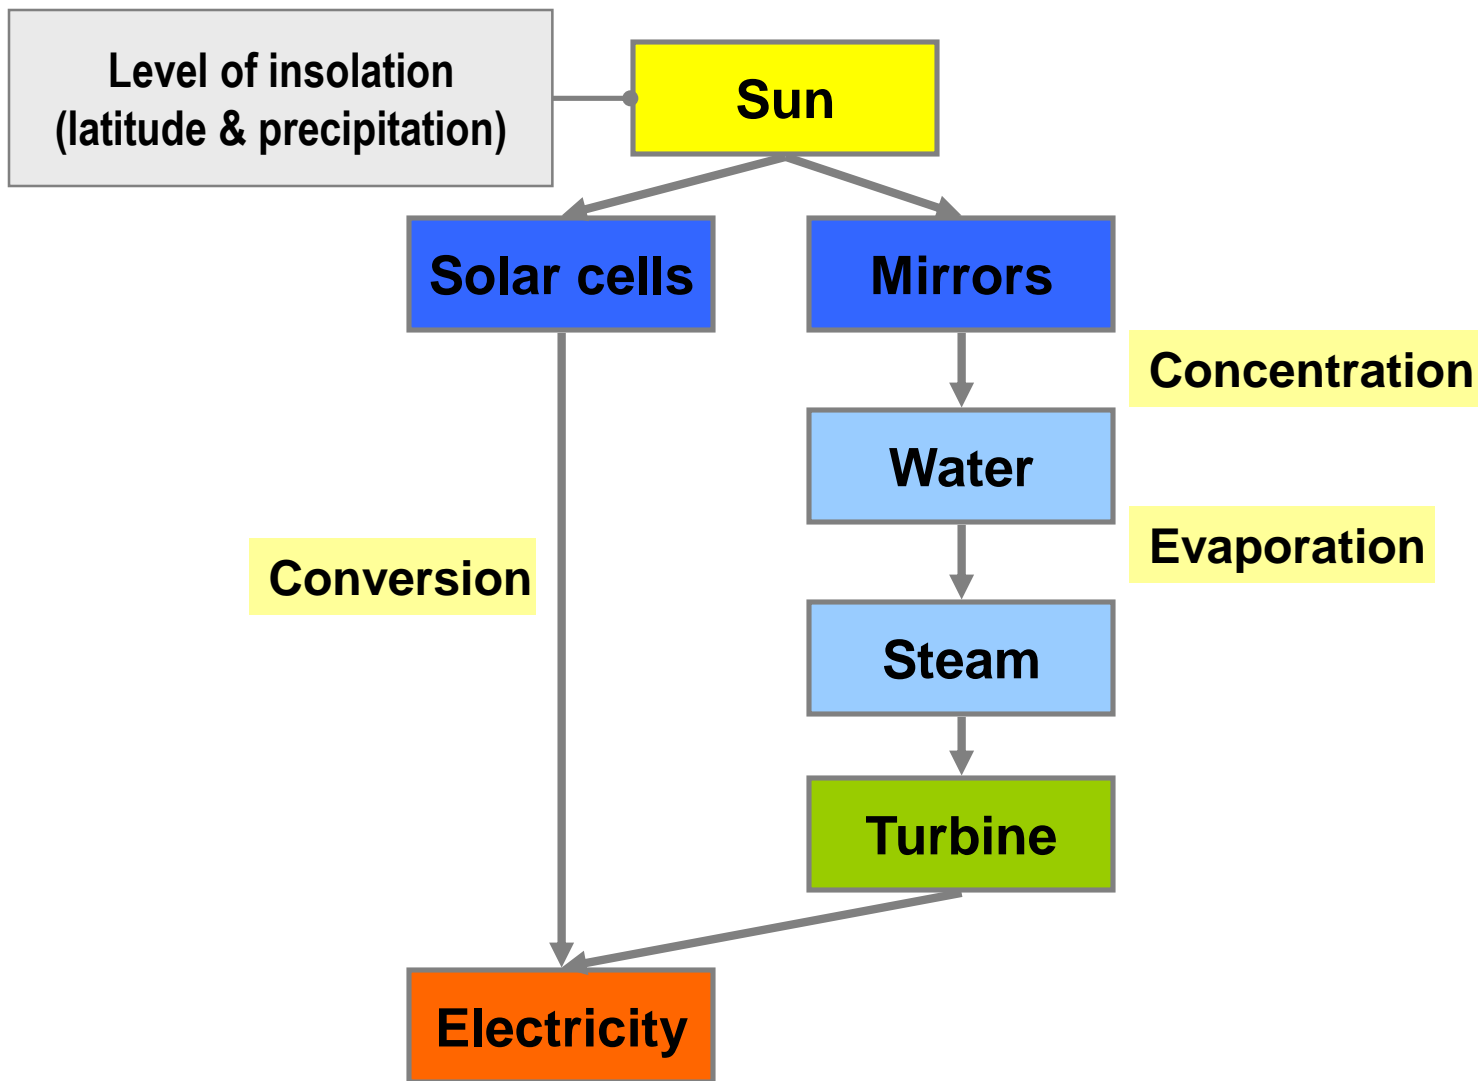 Level of insolation
(latitude & precipitation)
Sun
Solar cells
Mirrors
Concentration
Water
Evaporation
Conversion
Steam
Turbine
Electricity